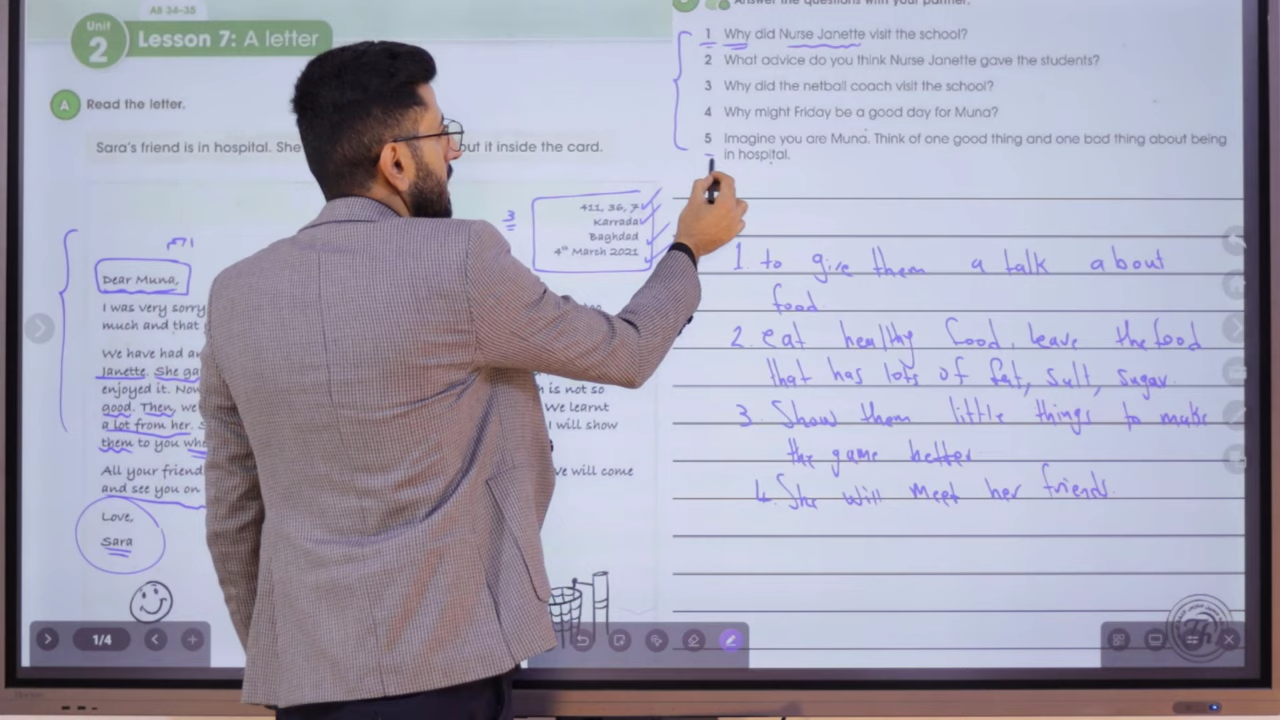 AB 34-35
Unit
2
Lesson 7: A letter
A
Read the letter.
Sara's friend is in hospital. She
out it inside the card.
3
411, 36, 7
Karrada
Baghdad
4th March 2021
Dear Muna,
I was very sorry
much and that
We have had an
Janette. She ga
enjoyed it. Now
good. Then, we
a lot from her. S
them to you whe
is not so
We learnt
I will show
All your friend
we will come
and see you on
Love,
Sara
1/4
Answer the questions with your partner.
1 Why did Nurse Janette visit the school?
2 What advice do you think Nurse Janette gave the students?
3 Why did the netball coach visit the school?
4 Why might Friday be a good day for Muna?
5 Imagine you are Muna. Think of one good thing and one bad thing about being
in hospital.
1. to give them a talk about
food
2. eat healthy food, leave the food
that has lots of fat, salt, sugar.
3. Show them little things to make
the game better.
4. She will meet her friends.
Th